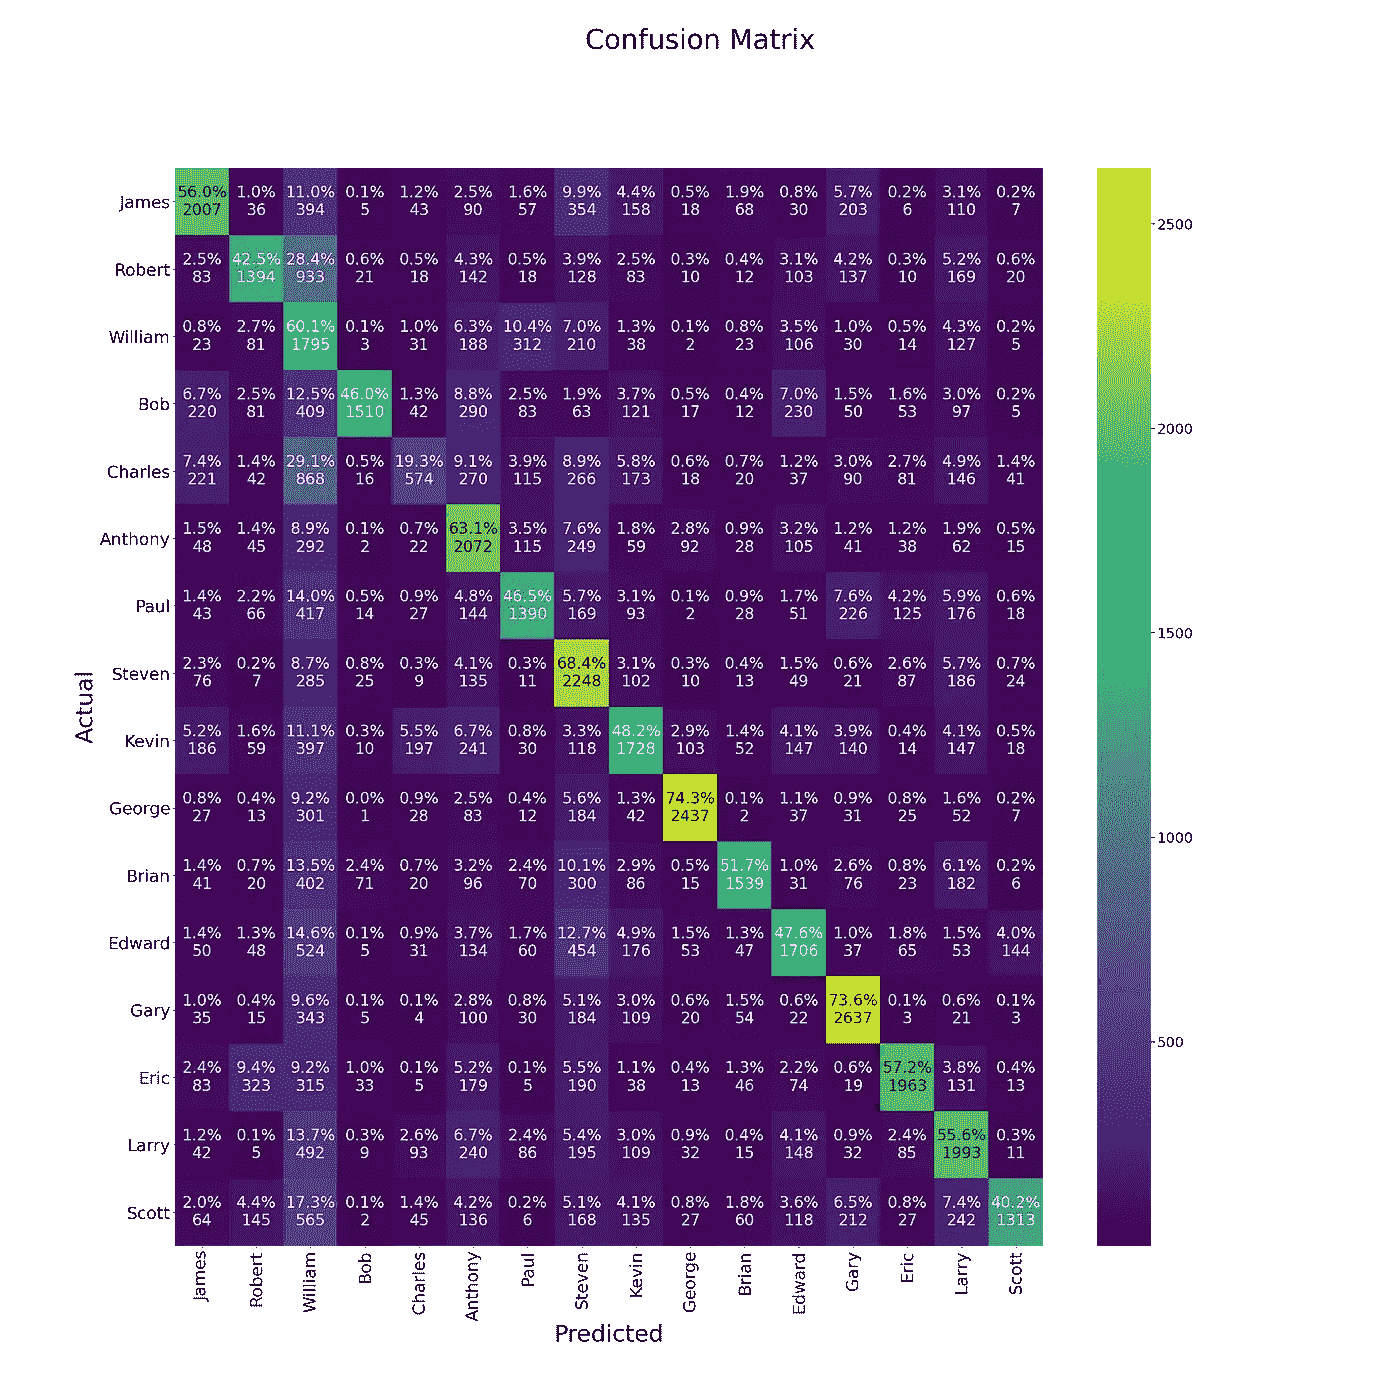 Confusion Matrix
James 56.0% 1.0% 11.0% 0.1% 1.2% 2.5% 1.6% 9.9% 4.4% 0.5% 1.9% 0.8% 5.7% 0.2% 3.1% 0.2%
2007 36 394 5 43 90 57 354 158 18 68 30 203 6 110 7
2500
Robert 2.5% 42.5% 28.4% 0.6% 0.5% 4.3% 0.5% 3.9% 2.5% 0.3% 0.4% 3.1% 4.2% 0.3% 5.2% 0.6%
83 1394 933 21 18 142 18 128 83 10 12 103 137 10 169 20
William 0.8% 2.7% 60.1% 0.1% 1.0% 6.3% 10.4% 7.0% 1.3% 0.1% 0.8% 3.5% 1.0% 0.5% 4.3% 0.2%
23 81 1795 3 31 188 312 210 38 2 23 106 30 14 127 5
Bob 6.7% 2.5% 12.5% 46.0% 1.3% 8.8% 2.5% 1.9% 3.7% 0.5% 0.4% 7.0% 1.5% 1.6% 3.0% 0.2%
220 81 409 1510 42 290 83 63 121 17 12 230 50 53 97 5
2000
Charles 7.4% 1.4% 29.1% 0.5% 19.3% 9.1% 3.9% 8.9% 5.8% 0.6% 0.7% 1.2% 3.0% 2.7% 4.9% 1.4%
221 42 868 16 574 270 115 266 173 18 20 37 90 81 146 41
Anthony 1.5% 1.4% 8.9% 0.1% 0.7% 63.1% 3.5% 7.6% 1.8% 2.8% 0.9% 3.2% 1.2% 1.2% 1.9% 0.5%
48 45 292 2 22 2072 115 249 59 92 28 105 41 38 62 15
Paul 1.4% 2.2% 14.0% 0.5% 0.9% 4.8% 46.5% 5.7% 3.1% 0.1% 0.9% 1.7% 7.6% 4.2% 5.9% 0.6%
43 66 417 14 27 144 1390 169 93 2 28 51 226 125 176 18
1500
Steven 2.3% 0.2% 8.7% 0.8% 0.3% 4.1% 0.3% 68.4% 3.1% 0.3% 0.4% 1.5% 0.6% 2.6% 5.7% 0.7%
76 7 285 25 9 135 11 2248 102 10 13 49 21 87 186 24
Actual
Kevin 5.2% 1.6% 11.1% 0.3% 5.5% 6.7% 0.8% 3.3% 48.2% 2.9% 1.4% 4.1% 3.9% 0.4% 4.1% 0.5%
186 59 397 10 197 241 30 118 1728 103 52 147 140 14 147 18
George 0.8% 0.4% 9.2% 0.0% 0.9% 2.5% 0.4% 5.6% 1.3% 74.3% 0.1% 1.1% 0.9% 0.8% 1.6% 0.2%
27 13 301 1 28 83 12 184 42 2437 2 37 31 25 52 7
1000
Brian 1.4% 0.7% 13.5% 2.4% 0.7% 3.2% 2.4% 10.1% 2.9% 0.5% 51.7% 1.0% 2.6% 0.8% 6.1% 0.2%
41 20 402 71 20 96 70 300 86 15 1539 31 76 23 182 6
Edward 1.4% 1.3% 14.6% 0.1% 0.9% 3.7% 1.7% 12.7% 4.9% 1.5% 1.3% 47.6% 1.0% 1.8% 1.5% 4.0%
50 48 524 5 31 134 60 454 176 53 47 1706 37 65 53 144
Gary 1.0% 0.4% 9.6% 0.1% 0.1% 2.8% 0.8% 5.1% 3.0% 0.6% 1.5% 0.6% 73.6% 0.1% 0.6% 0.1%
35 15 343 5 4 100 30 184 109 20 54 22 2637 3 21 3
500
Eric 2.4% 9.4% 9.2% 1.0% 0.1% 5.2% 0.1% 5.5% 1.1% 0.4% 1.3% 2.2% 0.6% 57.2% 3.8% 0.4%
83 323 315 33 5 179 5 190 38 13 46 74 19 1963 131 13
Larry 1.2% 0.1% 13.7% 0.3% 2.6% 6.7% 2.4% 5.4% 3.0% 0.9% 0.4% 4.1% 0.9% 2.4% 55.6% 0.3%
42 5 492 9 93 240 86 195 109 32 15 148 32 85 1993 11
Scott 2.0% 4.4% 17.3% 0.1% 1.4% 4.2% 0.2% 5.1% 4.1% 0.8% 1.8% 3.6% 6.5% 0.8% 7.4% 40.2%
64 145 565 2 45 136 6 168 135 27 60 118 212 27 242 1313
James Robert William Bob Charles Anthony Paul Steven Kevin George Brian Edward Gary Eric Larry Scott
Predicted